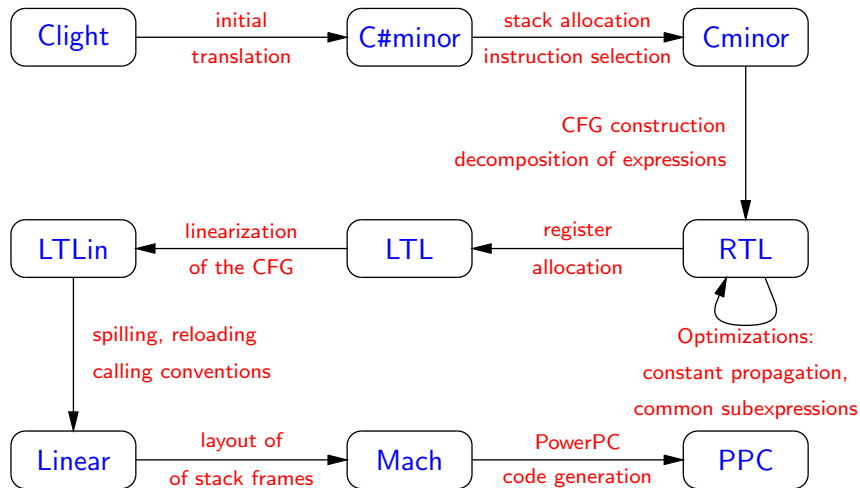 Clight
initial
translation
C#minor
stack allocation
instruction selection
Cminor
CFG construction
decomposition of expressions
LTLin
linearization
of the CFG
LTL
register
allocation
RTL
spilling, reloading
calling conventions
Optimizations:
constant propagation,
common subexpressions
Linear
layout of
of stack frames
Mach
PowerPC
code generation
PPC